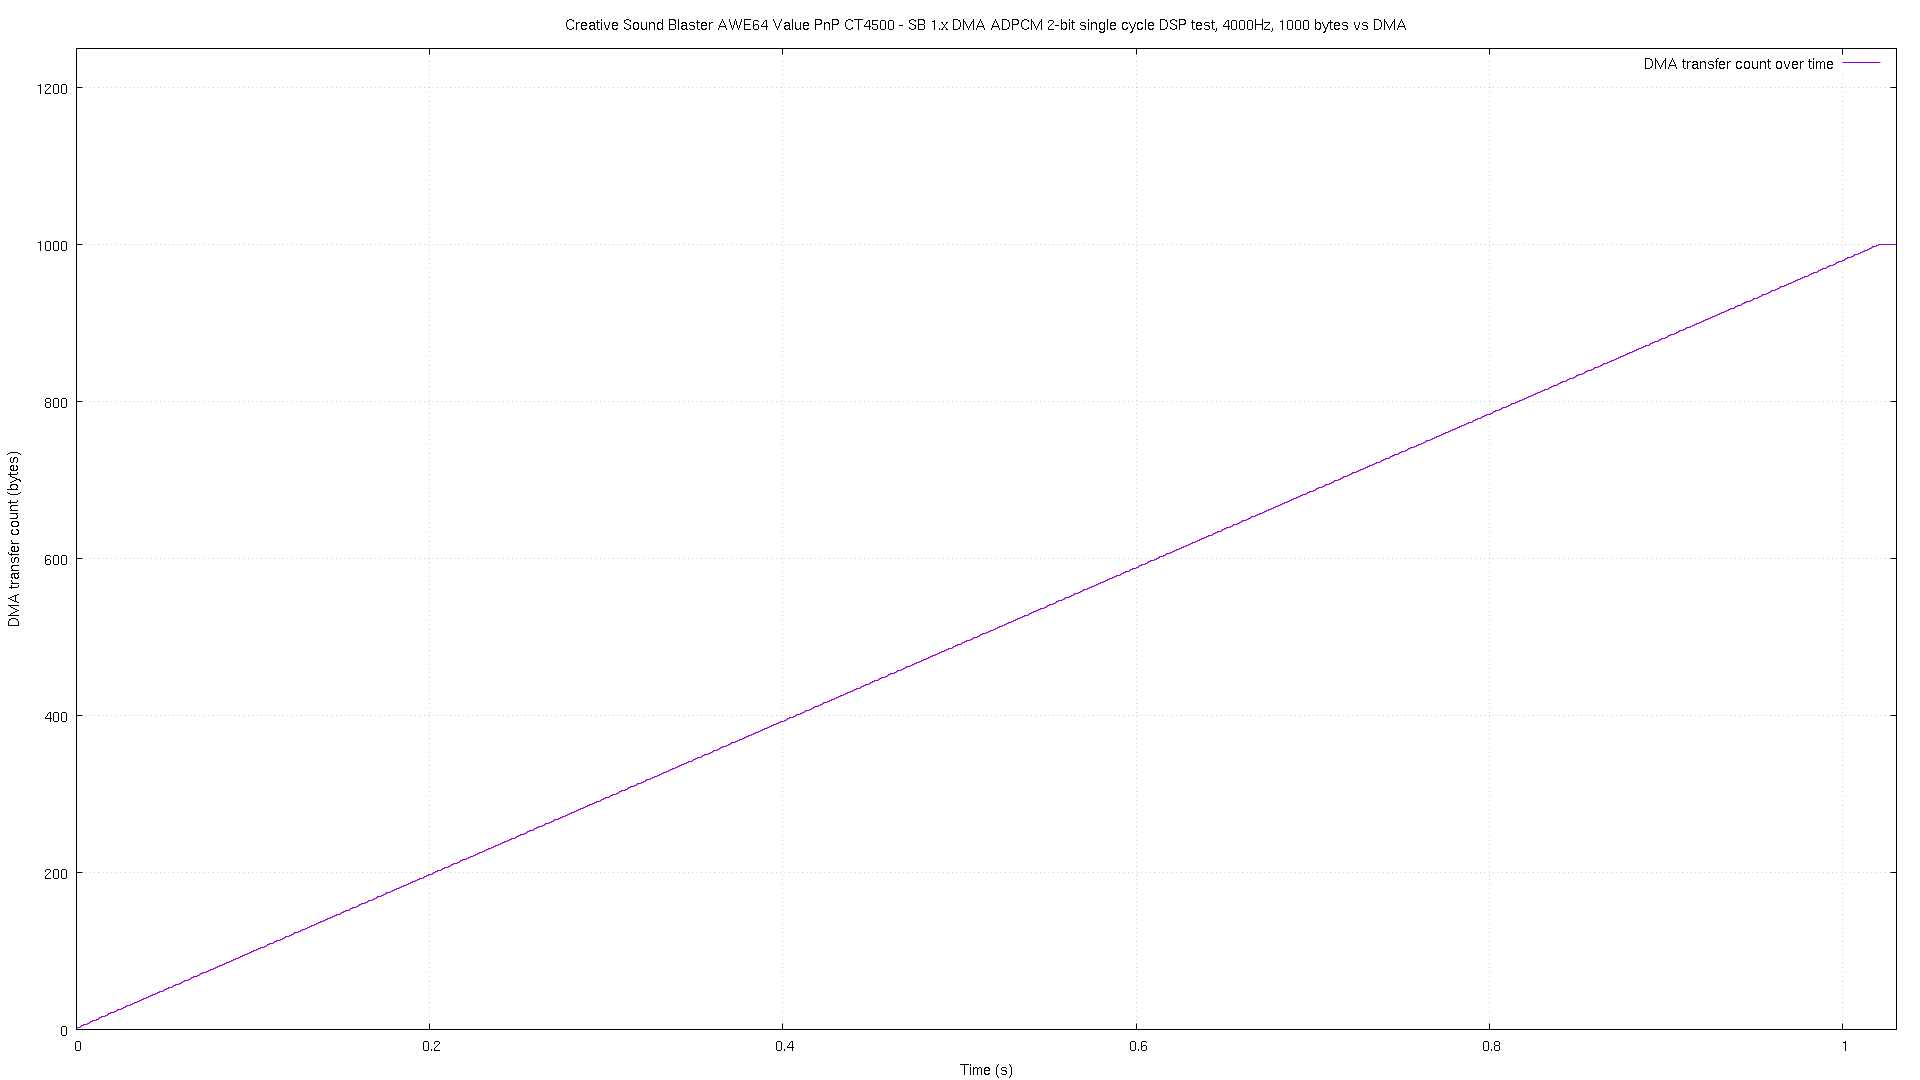 Creative Sound Blaster AWE64 Value PnP CT4500 - SB 1.x DMA ADPCM 2-bit single cycle DSP test, 4000Hz, 1000 bytes vs DMA
DMA transfer count over time
1200
1000
800
600
400
200
0
DMA transfer count (bytes)
0 0.2 0.4 0.6 0.8 1
Time (s)